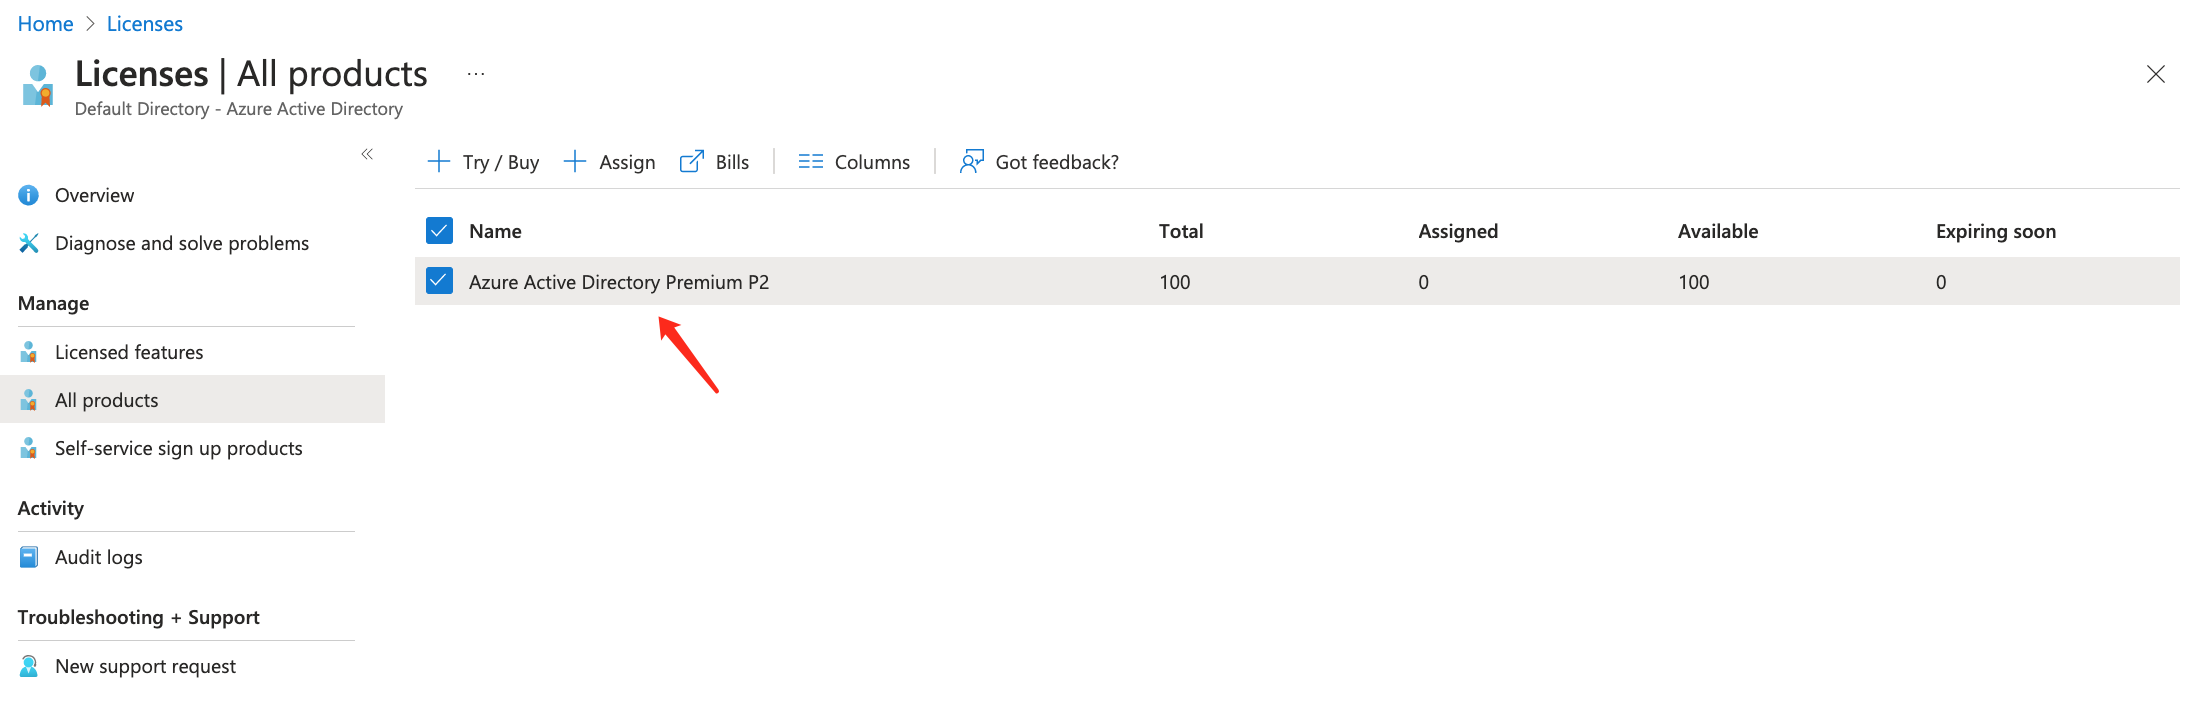 Home > Licenses
Licenses | All products ...
Default Directory - Azure Active Directory
«
Try / Buy Assign Bills Columns Got feedback?
Overview
Diagnose and solve problems
Manage
Licensed features
All products
Self-service sign up products
Activity
Audit logs
Troubleshooting + Support
New support request
Name Total Assigned Available Expiring soon
Azure Active Directory Premium P2 100 0 100 0